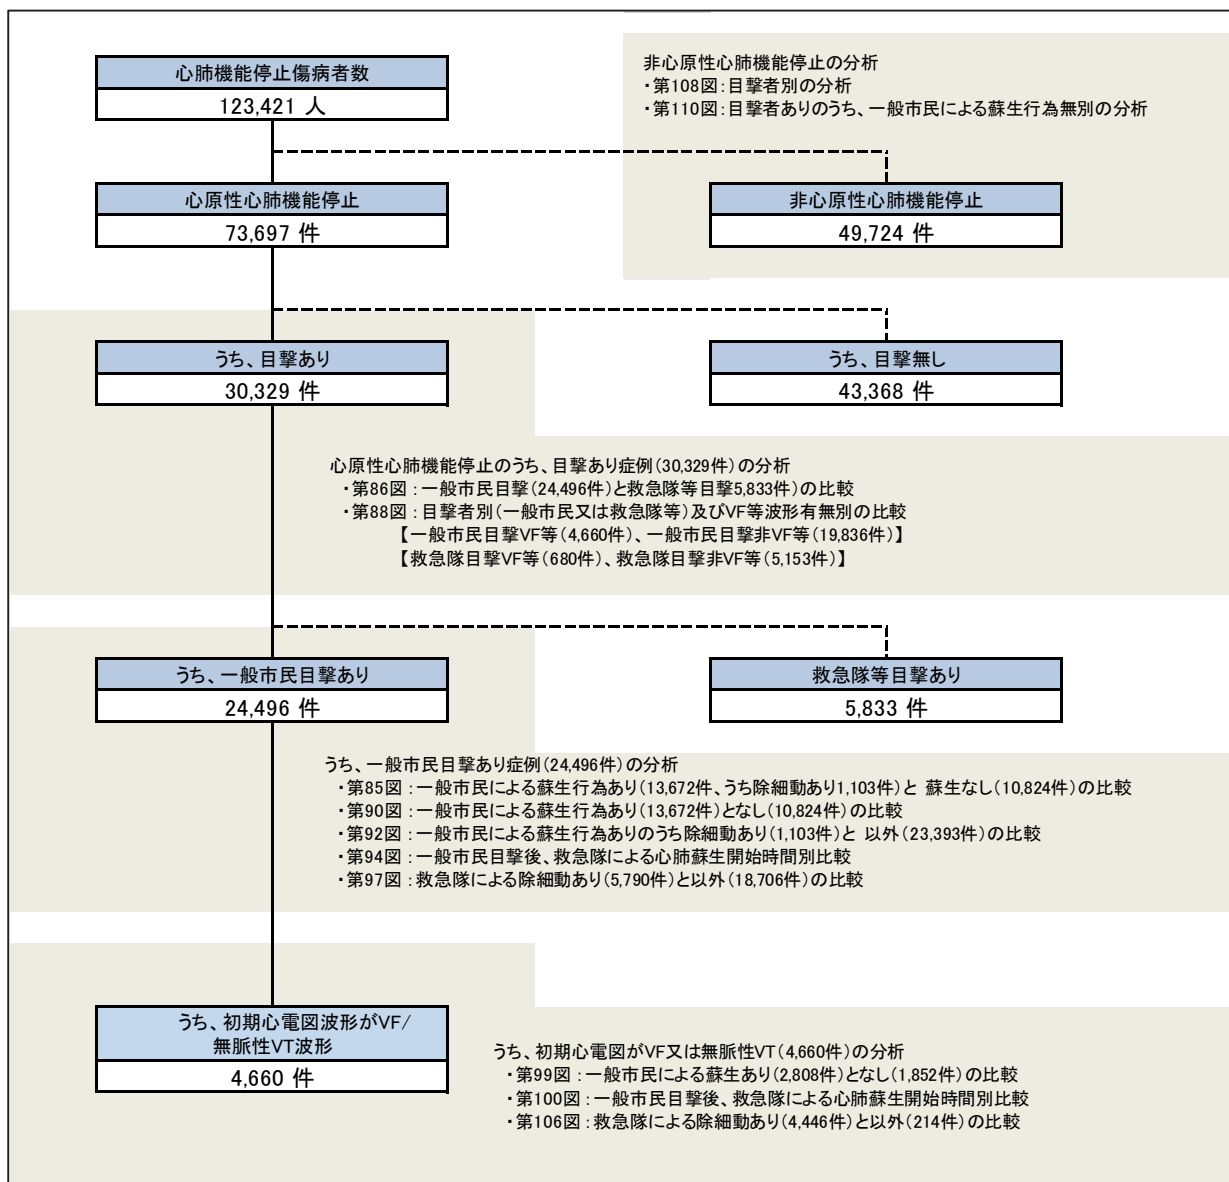 心肺機能停止傷病者数
123,421 人
非心原性心肺機能停止の分析
・第108図：目撃者別の分析
・第110図：目撃者ありのうち、一般市民による蘇生行為無別の分析
心原性心肺機能停止
73,697 件
非心原性心肺機能停止
49,724 件
うち、目撃あり
30,329 件
うち、目撃無し
43,368 件
心原性心肺機能停止のうち、目撃あり症例（30,329件）の分析
・第86図：一般市民目撃（24,496件）と救急隊等目撃5,833件）の比較
・第88図：目撃者別（一般市民又は救急隊等）及びVF等波形有無別の比較
【一般市民目撃VF等（4,660件）、一般市民目撃非VF等（19,836件）】
【救急隊目撃VF等（680件）、救急隊目撃非VF等（5,153件）】
うち、一般市民目撃あり
24,496 件
救急隊等目撃あり
5,833 件
うち、一般市民目撃あり症例（24,496件）の分析
・第85図：一般市民による蘇生行為あり（13,672件、うち除細動あり1,103件）と 蘇生なし（10,824件）の比較
・第90図：一般市民による蘇生行為あり（13,672件）となし（10,824件）の比較
・第92図：一般市民による蘇生行為ありのうち除細動あり（1,103件）と 以外（23,393件）の比較
・第94図：一般市民目撃後、救急隊による心肺蘇生開始時間別比較
・第97図：救急隊による除細動あり（5,790件）と以外（18,706件）の比較
うち、初期心電図波形がVF/
無脈性VT波形
4,660 件
うち、初期心電図がVF又は無脈性VT（4,660件）の分析
・第99図：一般市民による蘇生あり（2,808件）となし（1,852件）の比較
・第100図：一般市民目撃後、救急隊による心肺蘇生開始時間別比較
・第106図：救急隊による除細動あり（4,446件）と以外（214件）の比較